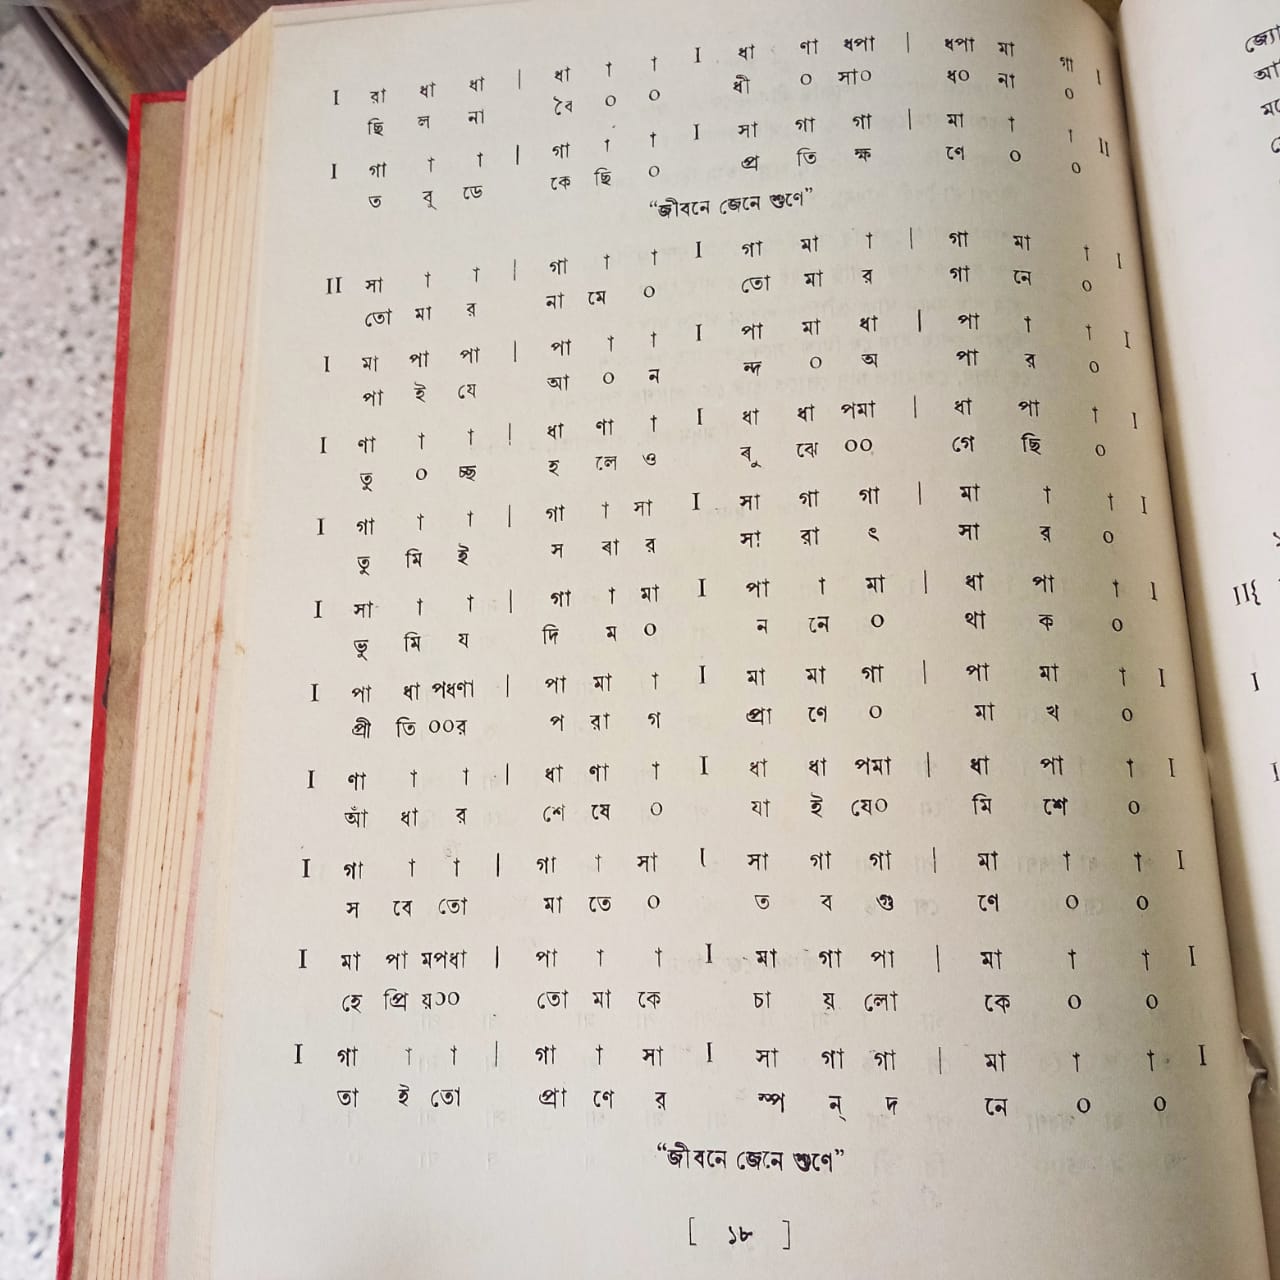 I রা ধা ধা | ধা † † I ধা ণা ধপা | ধপা মা গা I
ছি ল না বৈ ০ ০ ধী ০ সা০ ধ০ না ০
I গা † † | গা † † I সা গা গা | মা † † II
ত বু ডে কে ছি ০ প্র তি ক্ষ ণে ০ ০
“জীবনে জেনে শুণে”
II সা † † | গা † † I গা মা † | গা মা † I
তো মা র না মে ০ তো মা র গা নে ০
I মা পা পা | পা † † I পা মা ধা | পা † † I
পা ই যে আ ০ ন ন্দ ০ অ পা র ০
I ণা † † | ধা ণা † I ধা ধা পমা | ধা পা † I
তু ০ চ্ছ হ লে ও বু ঝে ০০ গে ছি ০
I গা † † | গা † সা I সা গা গা | মা † † I
তু মি ই স বা র সা রা ৎ সা র ০
I সা † † | গা † মা I পা † মা | ধা পা † I
তু মি য দি ম ০ ন নে ০ থা ক ০
I পা ধা পধণা | পা মা † I মা মা গা | পা মা † I
প্রী তি ০০র প রা গ প্রা ণে ০ মা খ ০
I ণা † † | ধা ণা † I ধা ধা পমা | ধা পা † I
আঁ ধা র শে ষে ০ যা ই যে০ মি শে ০
I গা † † | গা † সা I সা গা গা | মা † † I
স বে তো মা তে ০ ত ব গু ণে ০ ০
I মা পা মপধা | পা † † I মা গা পা | মা † † I
হে প্রি য়০০ তো মা কে চা য় লো কে ০ ০
I গা † † | গা † সা I সা গা গা | মা † † I
তা ই তো প্রা ণে র স্প ন্ দ নে ০ ০
“জীবনে জেনে শুণে”
[ ১৮ ]